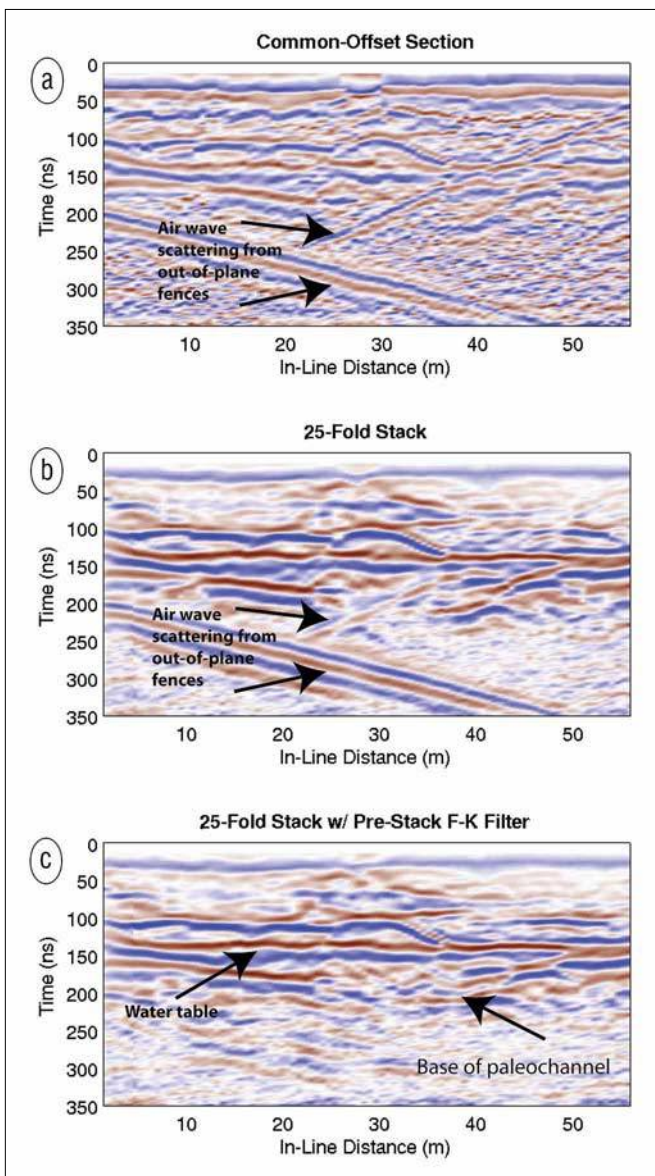 Common-Offset Section
a
0
50
100
150
200
250
300
350
Time (ns)
Air wave
scattering from
out-of-plane
fences
10
20
30
40
50
In-Line Distance (m)
25-Fold Stack
b
0
50
100
150
200
250
300
350
Time (ns)
Air wave
scattering from
out-of-plane
fences
10
20
30
40
50
In-Line Distance (m)
25-Fold Stack w/ Pre-Stack F-K Filter
c
0
50
100
150
200
250
300
350
Time (ns)
Water table
Base of paleochannel
10
20
30
40
50
In-Line Distance (m)